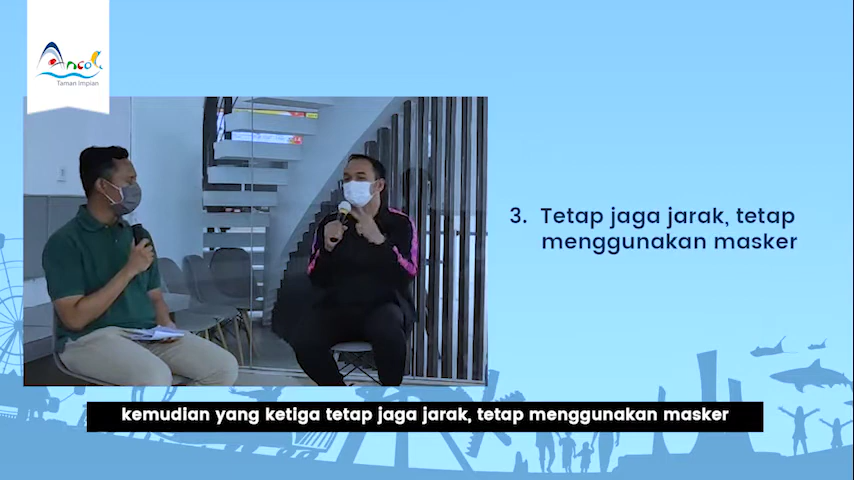 Ancol
Taman Impian
3. Tetap jaga jarak, tetap
menggunakan masker
kemudian yang ketiga tetap jaga jarak, tetap menggunakan masker